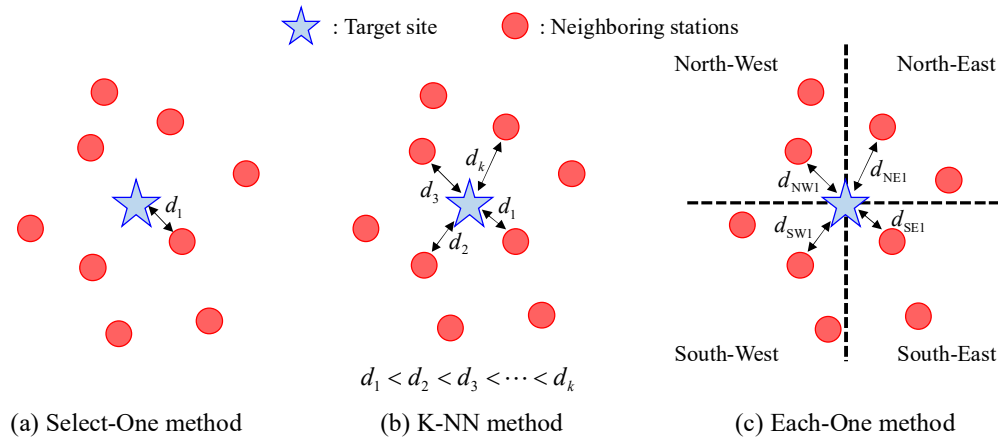 : Target site
: Neighboring stations
d1
(a) Select-One method
dk
d3
d1
d2
d1 < d2 < d3 < ⋯ < dk
(b) K-NN method
North-West
North-East
dNW1
dNE1
dSW1
dSE1
South-West
South-East
(c) Each-One method